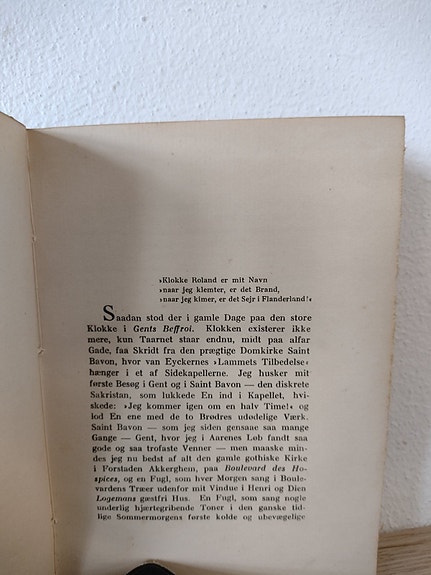 »Klokke Roland er mit Navn
»naar jeg klemter, er det Brand,
»naar jeg kimer, er det Sejr i Flanderland!«
Saadan stod der i gamle Dage paa den store
Klokke i Gents Beffroi. Klokken existerer ikke
mere, kun Taarnet staar endnu, midt paa alfar
Gade, faa Skridt fra den prægtige Domkirke Saint
Bavon, hvor van Eyckernes »Lammets Tilbedelse«
hænger i et af Sidekapellerne. Jeg husker mit
første Besøg i Gent og i Saint Bavon — den diskrete
Sakristan, som lukkede En ind i Kapellet, hvi-
skede: »Jeg kommer igen om en halv Time!« og
lod En ene med de to Brødres udedelige Værk.
Saint Bavon — som jeg siden gensaae saa mange
Gange — Gent, hvor jeg i Aarenes Løb fandt saa
gode og saa trofaste Venner — men maaske min-
des jeg nu bedst af alt den gamle gothiske Kirke
i Forstaden Akkerghem, paa Boulevard des Ho-
spices, og en Fugl, som hver Morgen sang i Boule-
vardens Træer udenfor mit Vindue i Henri og Dien
Logemans gæstfri Hus. En Fugl, som sang nogle
underlig hjærtegribende Toner i den ganske tid-
lige Sommermorgens første kolde og ubevægelige